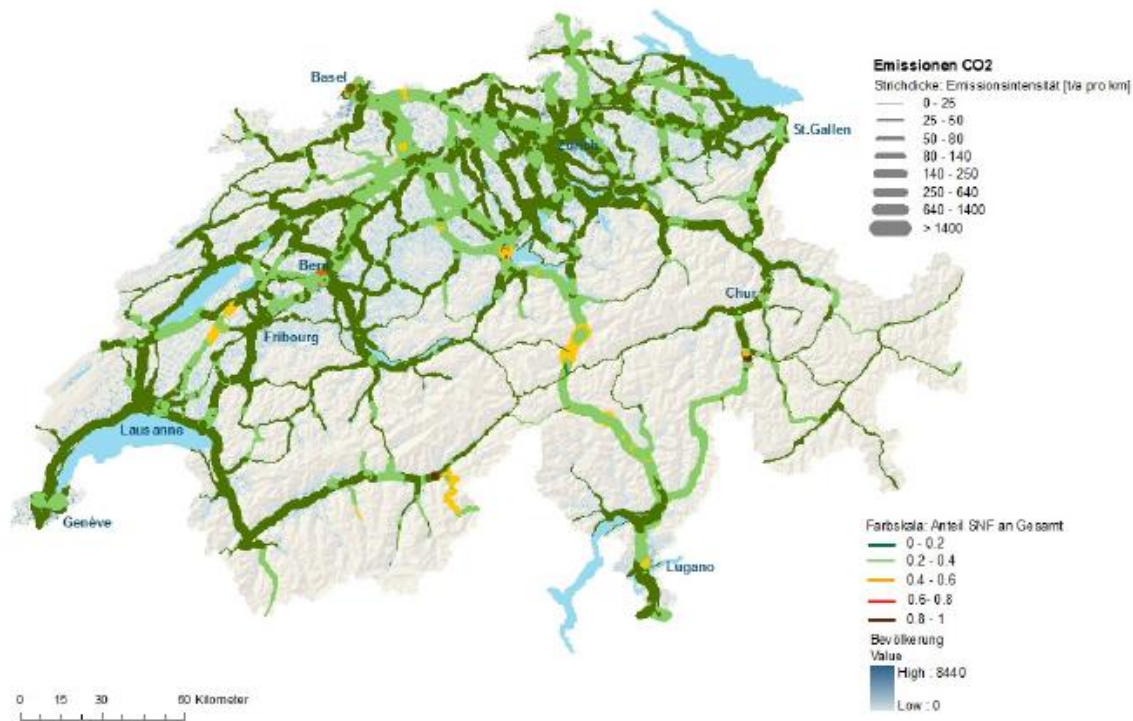 Emissionen CO2
Strichdicke: Emissionsintensität [t/a pro km]
0 - 25
25 - 50
50 - 80
80 - 140
140 - 250
250 - 640
640 - 1400
> 1400
Basel
St.Gallen
Bern
Chur
Fribourg
Lausanne
Genève
Lugano
Farbskala: Anteil SNF an Gesamt
0 - 0.2
0.2 - 0.4
0.4 - 0.6
0.6- 0.8
0.8 - 1
Bevölkerung
Value
High : 8440
Low : 0
0 15 30 60 Kilometer